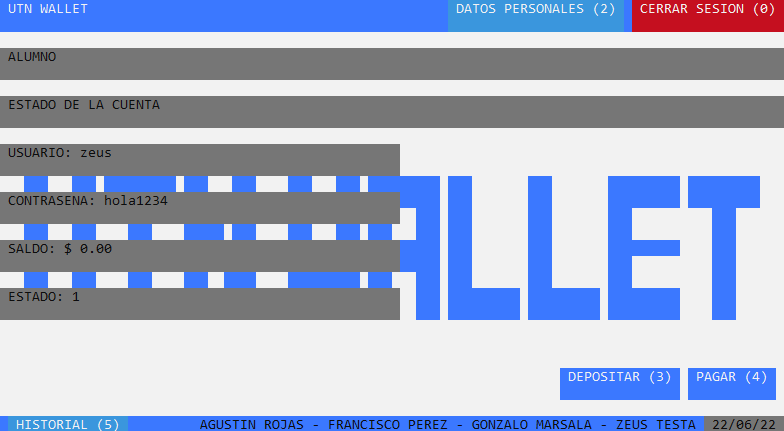 UTN WALLET DATOS PERSONALES (2) CERRAR SESION (0)
ALUMNO
ESTADO DE LA CUENTA
USUARIO: zeus
CONTRASENA: hola1234
SALDO: $ 0.00
ESTADO: 1
ALLET
DEPOSITAR (3) PAGAR (4)
HISTORIAL (5) AGUSTIN ROJAS - FRANCISCO PEREZ - GONZALO MARSALA - ZEUS TESTA 22/06/22